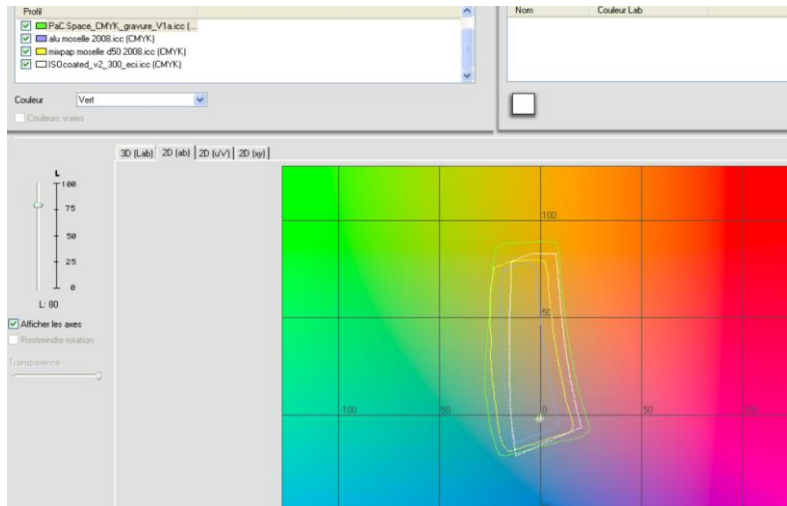 Profil
PaC.Space_CMYK_gravure_V1a.icc (...
alu moselle 2008.icc (CMYK)
mixpap moselle d50 2008.icc (CMYK)
ISOcoated_v2_300_eci.icc (CMYK)
Couleur
Vert
Couleurs vraies
Nom
Couleur Lab
3D (Lab)
2D (ab)
2D (u'v')
2D (xy)
L
100
75
50
25
0
L: 80
Afficher les axes
Restreindre rotation
Transparence
100
50
-100
50
0
50
100